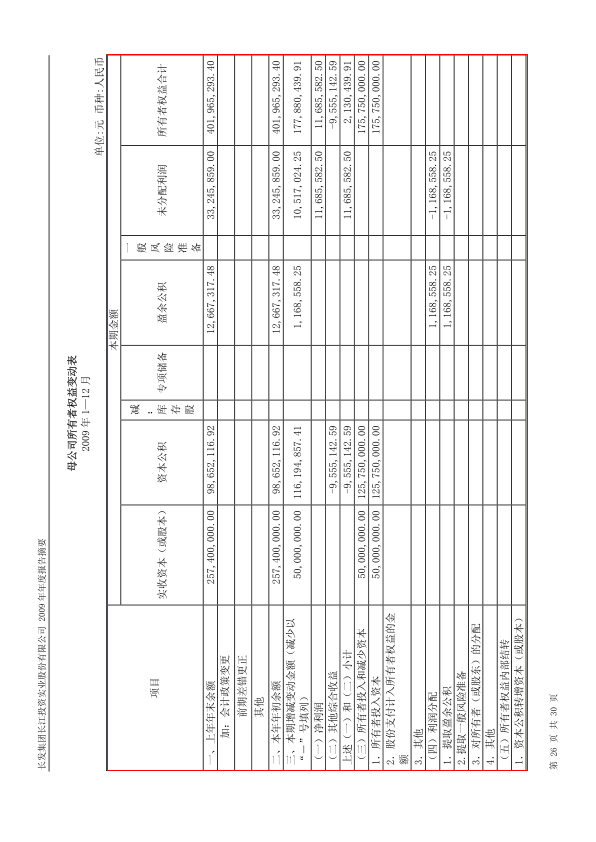 长发集团长江投资实业股份有限公司 2009 年年度报告摘要
母公司所有者权益变动表
2009 年 1—12 月
单位:元 币种:人民币
项目 本期金额
实收资本(或股本) 资本公积 减:库存股 专项储备 盈余公积 一般风险准备 未分配利润 所有者权益合计
一、上年年末余额 257,400,000.00 98,652,116.92 12,667,317.48 33,245,859.00 401,965,293.40
加:会计政策变更
前期差错更正
其他
二、本年年初余额 257,400,000.00 98,652,116.92 12,667,317.48 33,245,859.00 401,965,293.40
三、本期增减变动金额(减少以
“-”号填列) 50,000,000.00 116,194,857.41 1,168,558.25 10,517,024.25 177,880,439.91
(一)净利润 11,685,582.50 11,685,582.50
(二)其他综合收益 -9,555,142.59 -9,555,142.59
上述(一)和(二)小计 -9,555,142.59 11,685,582.50 2,130,439.91
(三)所有者投入和减少资本 50,000,000.00 125,750,000.00 175,750,000.00
1.所有者投入资本 50,000,000.00 125,750,000.00 175,750,000.00
2.股份支付计入所有者权益的金
额
3.其他
(四)利润分配 1,168,558.25 -1,168,558.25
1.提取盈余公积 1,168,558.25 -1,168,558.25
2.提取一般风险准备
3.对所有者(或股东)的分配
4.其他
(五)所有者权益内部结转
1.资本公积转增资本(或股本)
第 26 页 共 30 页